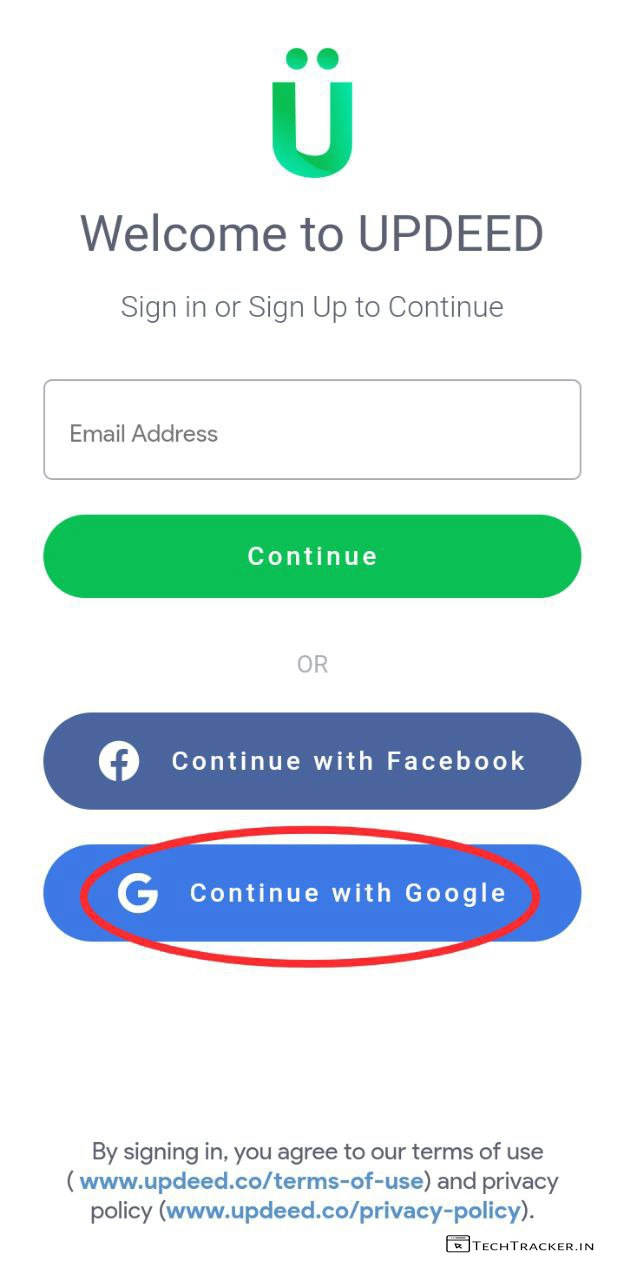 Ü
Welcome to UPDEED
Sign in or Sign Up to Continue
Email Address
Continue
OR
Continue with Facebook
G Continue with Google
By signing in, you agree to our terms of use
( www.updeed.co/terms-of-use) and privacy
policy (www.updeed.co/privacy-policy).
TECHTRACKER.IN